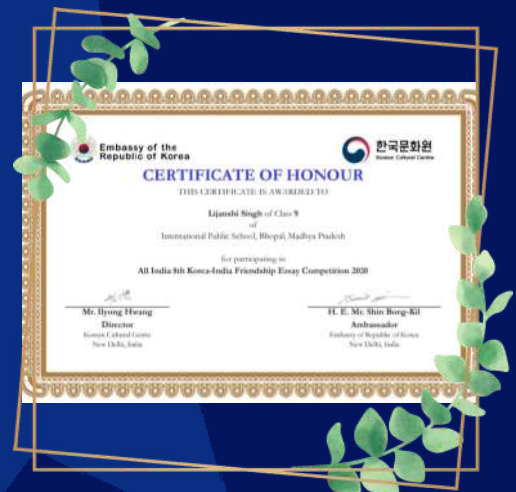 Embassy of the
Republic of Korea
한국문화원
Korean Cultural Centre
CERTIFICATE OF HONOUR
THIS CERTIFICATE IS AWARDED TO
Lijanshi Singh of Class 9
of
International Public School, Bhopal, Madhya Pradesh
for participating in
All India 8th Korea-India Friendship Essay Competition 2020
Mr. Ilyong Hwang
Director
Korean Cultural Centre
New Delhi, India
H. E. Mr. Shin Bong-Kil
Ambassador
Embassy of Republic of Korea
New Delhi, India